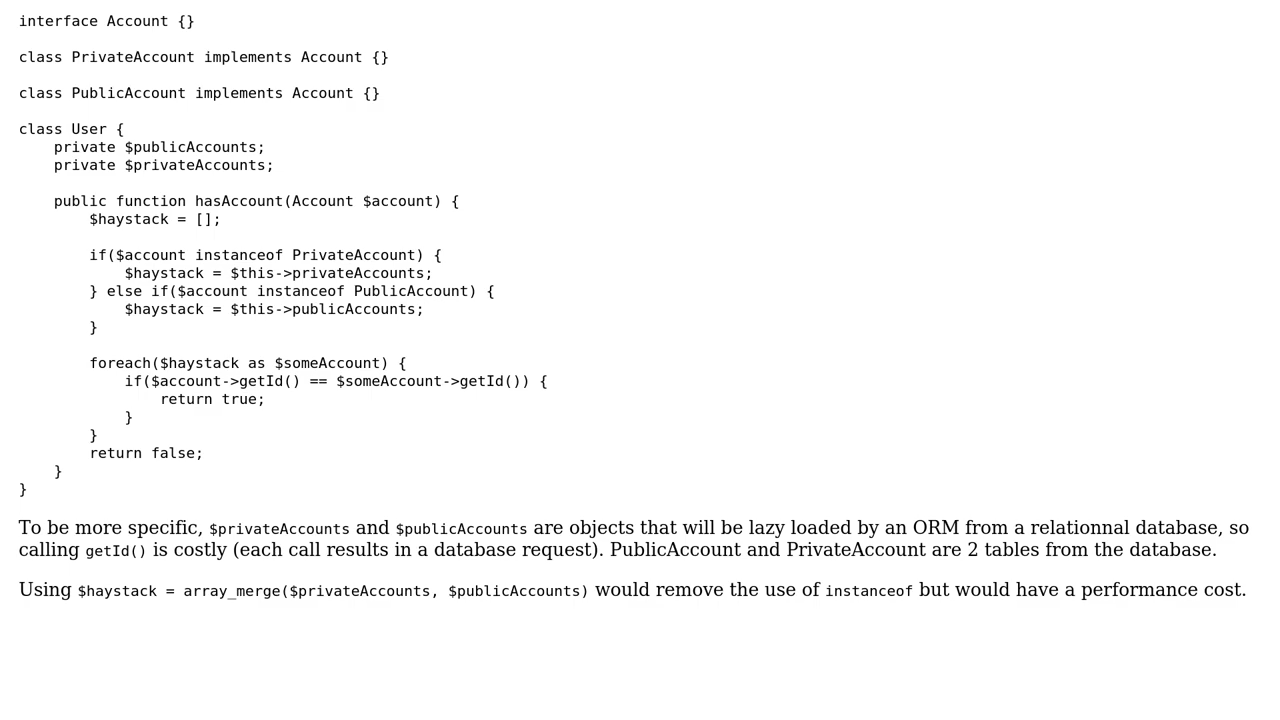 interface Account {}
class PrivateAccount implements Account {}
class PublicAccount implements Account {}
class User {
    private $publicAccounts;
    private $privateAccounts;
    public function hasAccount(Account $account) {
        $haystack = [];
        if($account instanceof PrivateAccount) {
            $haystack = $this->privateAccounts;
        } else if($account instanceof PublicAccount) {
            $haystack = $this->publicAccounts;
        }
        foreach($haystack as $someAccount) {
            if($account->getId() == $someAccount->getId()) {
                return true;
            }
        }
        return false;
    }
}
To be more specific, $privateAccounts and $publicAccounts are objects that will be lazy loaded by an ORM from a relationnal database, so
calling getId() is costly (each call results in a database request). PublicAccount and PrivateAccount are 2 tables from the database.
Using $haystack = array_merge($privateAccounts, $publicAccounts) would remove the use of instanceof but would have a performance cost.